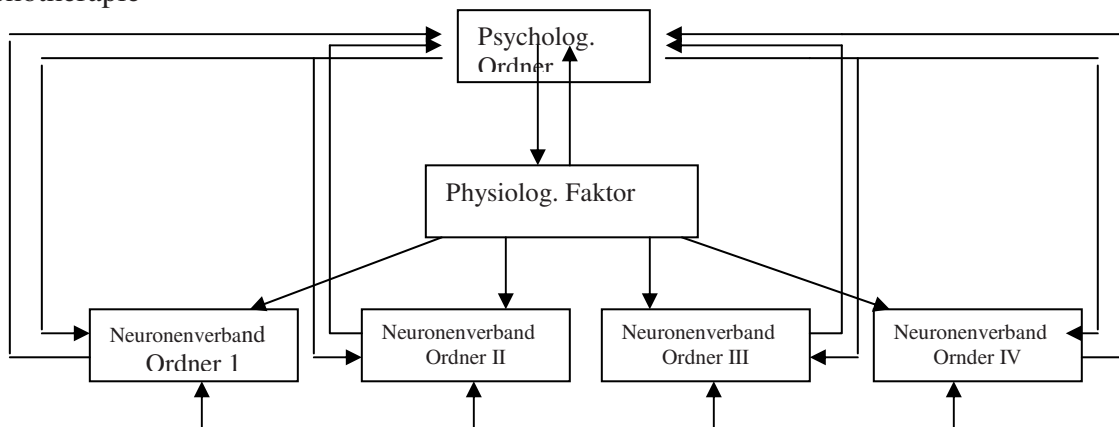 Psycholog.
Ordner
Physiolog. Faktor
Neuronenverband
Ordner 1
Neuronenverband
Ordner II
Neuronenverband
Ordner III
Neuronenverband
Ornder IV